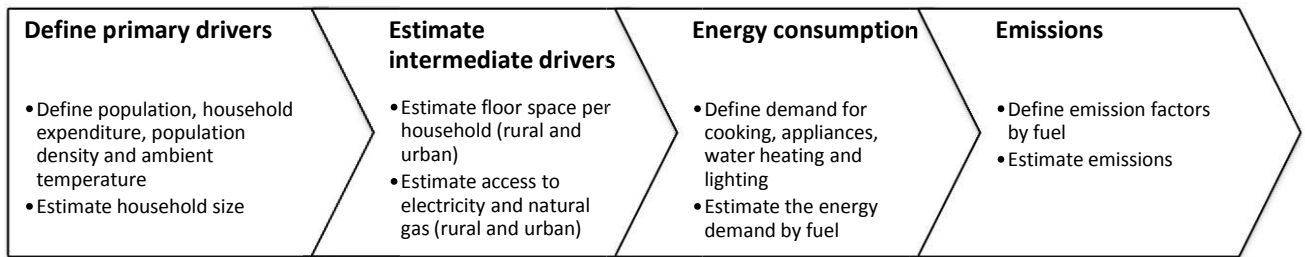 Define primary drivers
•Define population, household
expenditure, population
density and ambient
temperature
•Estimate household size
Estimate
intermediate drivers
•Estimate floor space per
household (rural and
urban)
•Estimate access to
electricity and natural
gas (rural and urban)
Energy consumption
•Define demand for
cooking, appliances,
water heating and
lighting
•Estimate the energy
demand by fuel
Emissions
•Define emission factors
by fuel
•Estimate emissions